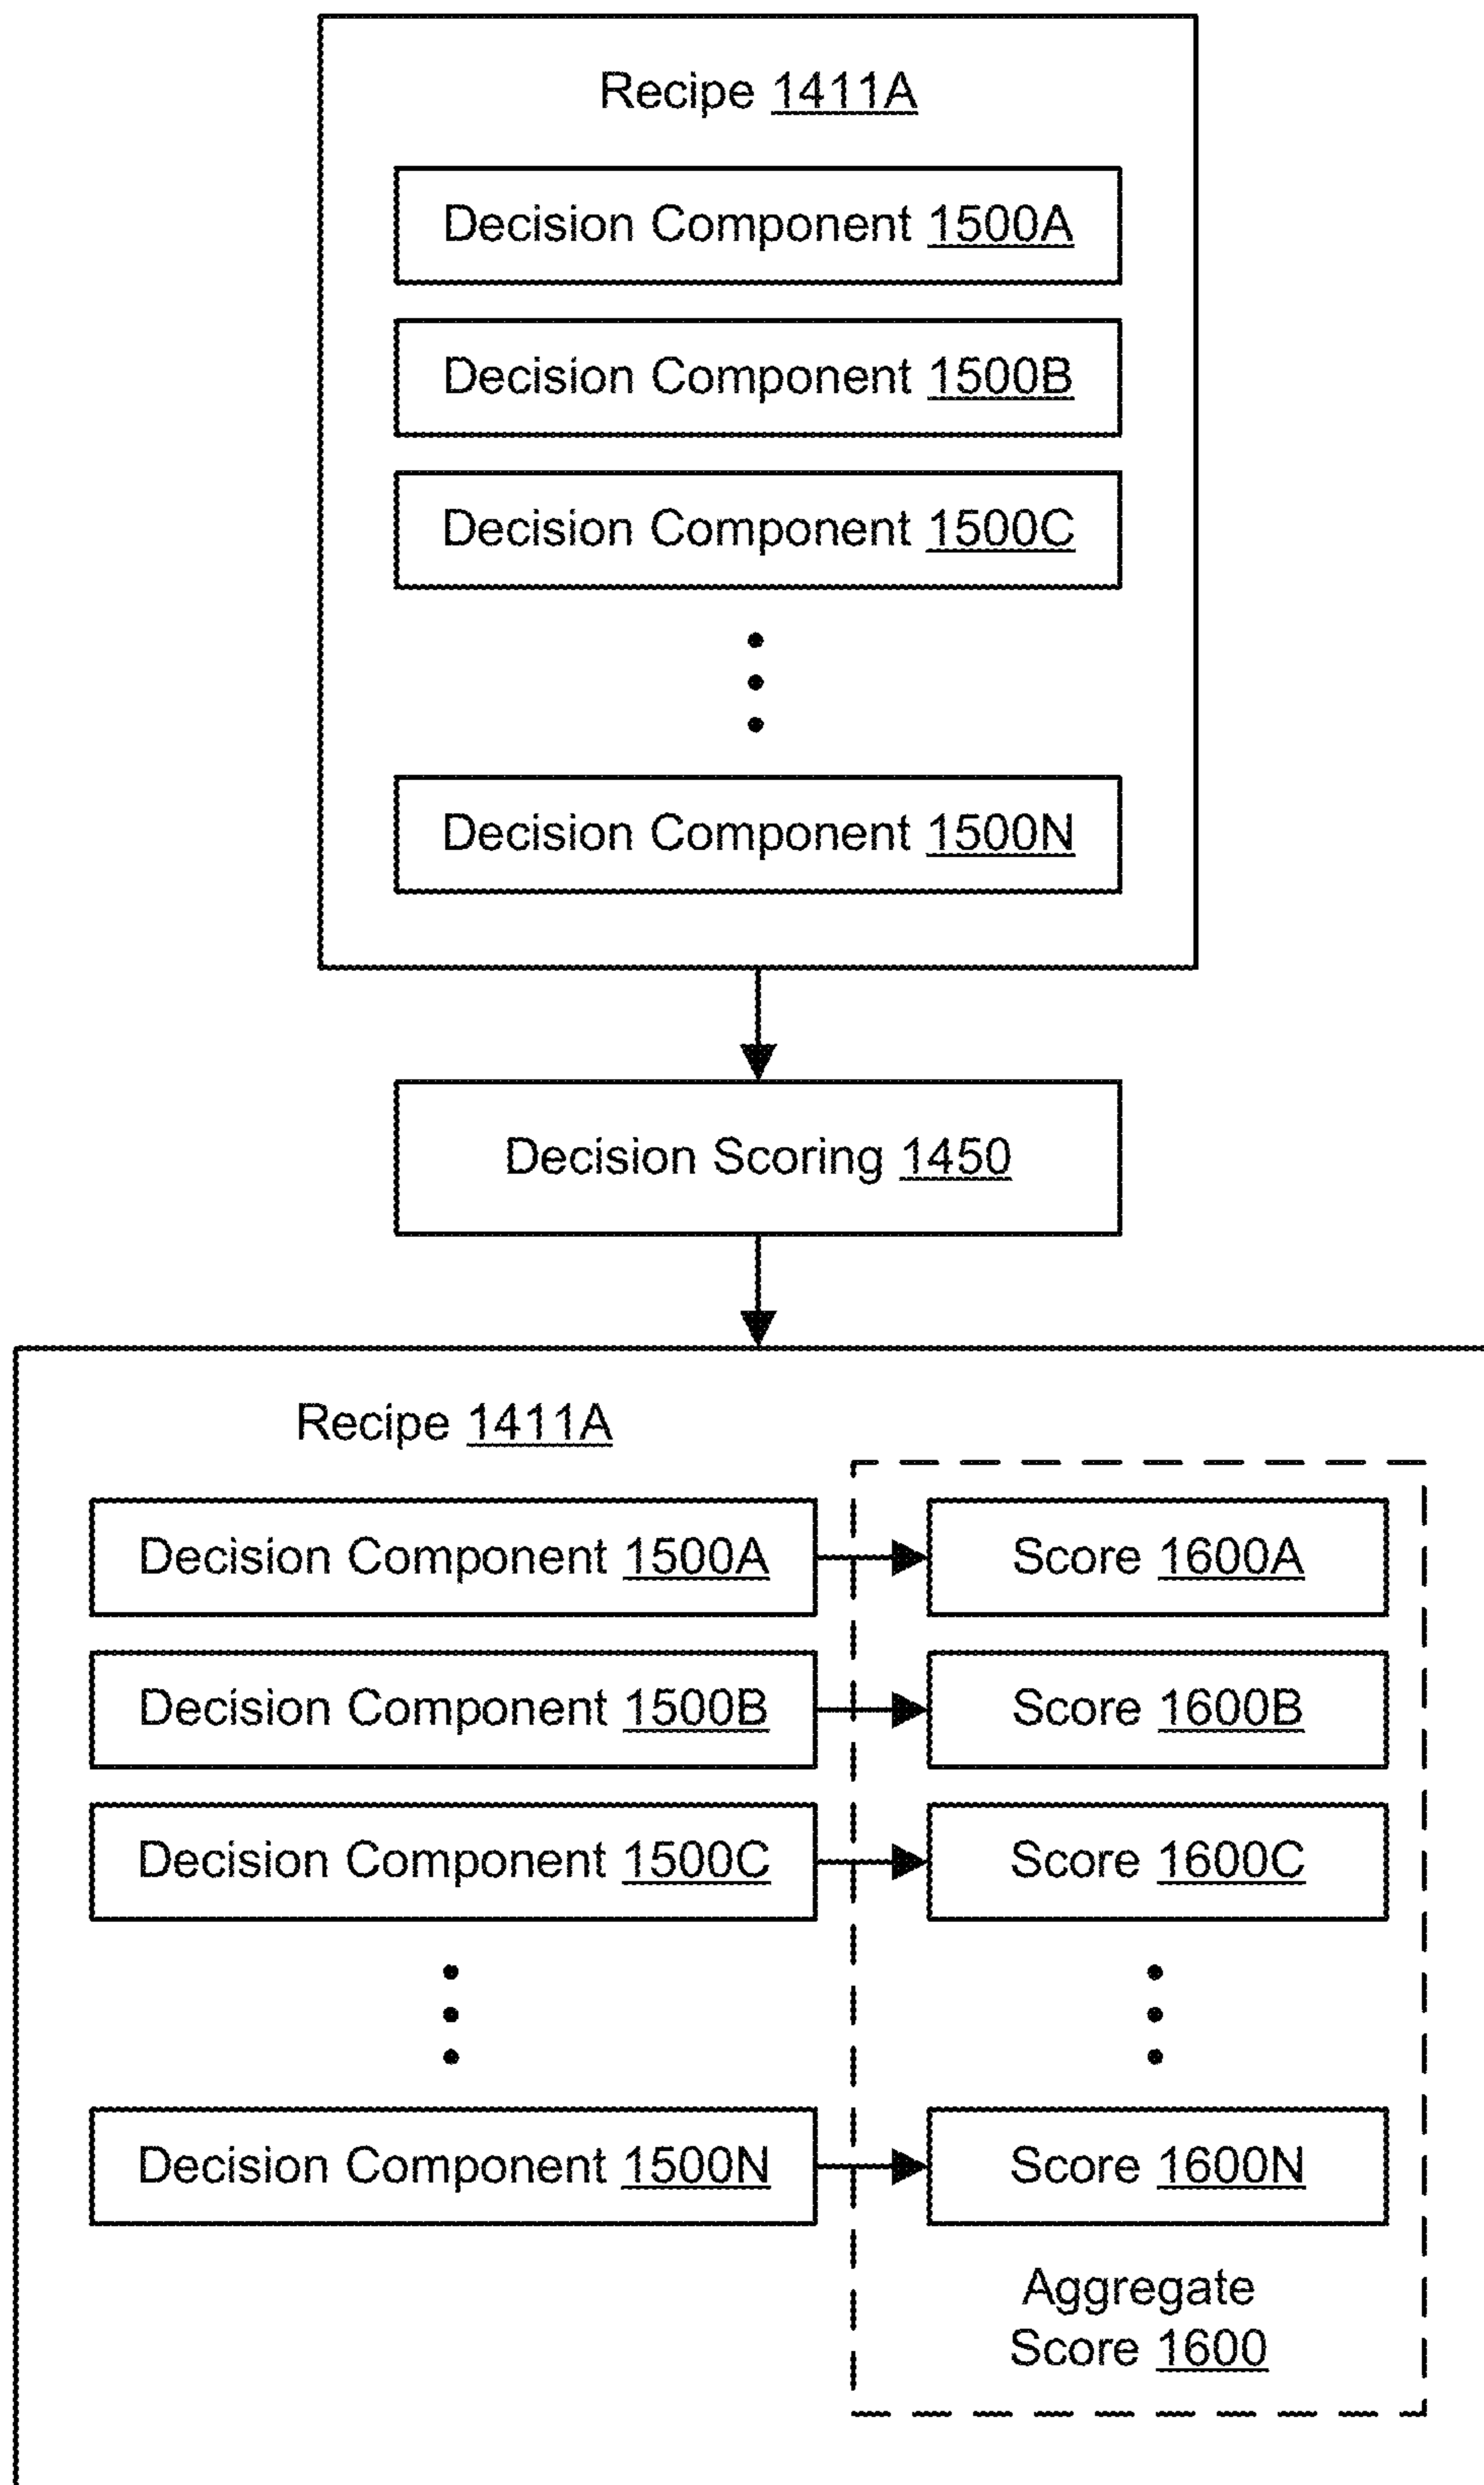 Recipe 1411A
Decision Component 1500A
Decision Component 1500B
Decision Component 1500C
Decision Component 1500N
Decision Scoring 1450
Recipe 1411A
Decision Component 1500A
Score 1600A
Decision Component 1500B
Score 1600B
Decision Component 1500C
Score 1600C
Decision Component 1500N
Score 1600N
Aggregate
Score 1600